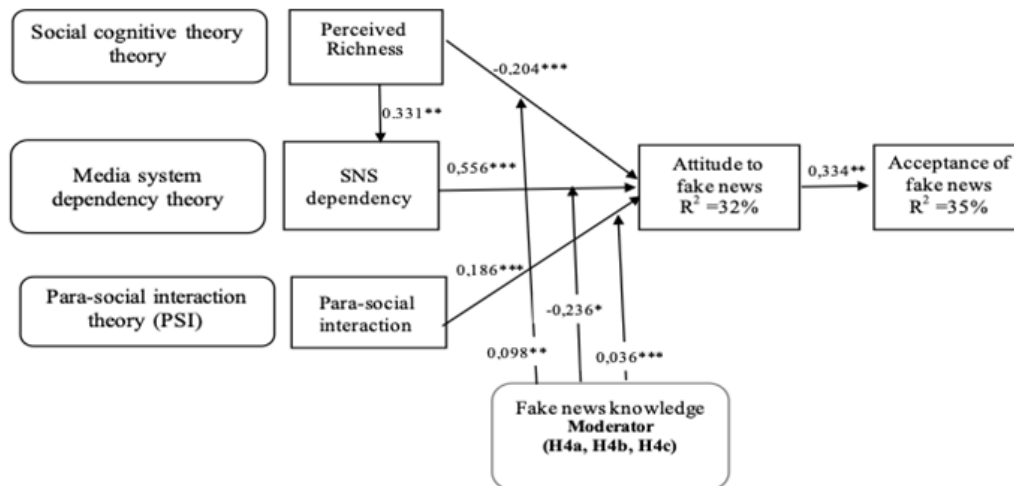 Social cognitive theory
theory
Perceived
Richness
-0,204***
0.331**
Media system
dependency theory
SNS
dependency
0,556***
Attitude to
fake news
R² =32%
0,334**
Acceptance of
fake news
R² =35%
Para-social interaction
theory (PSI)
Para-social
interaction
0,186***
-0,236*
0,098**
0,036***
Fake news knowledge
Moderator
(H4a, H4b, H4c)